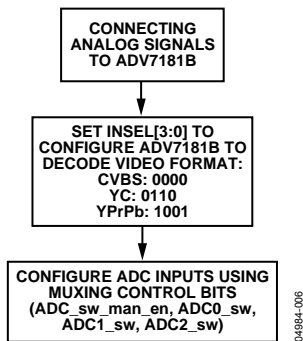 CONNECTING
ANALOG SIGNALS
TO ADV7181B
SET INSEL[3:0] TO
CONFIGURE ADV7181B TO
DECODE VIDEO FORMAT:
CVBS: 0000
YC: 0110
YPrPb: 1001
CONFIGURE ADC INPUTS USING
MUXING CONTROL BITS
(ADC_sw_man_en, ADC0_sw,
ADC1_sw, ADC2_sw)
04984-006